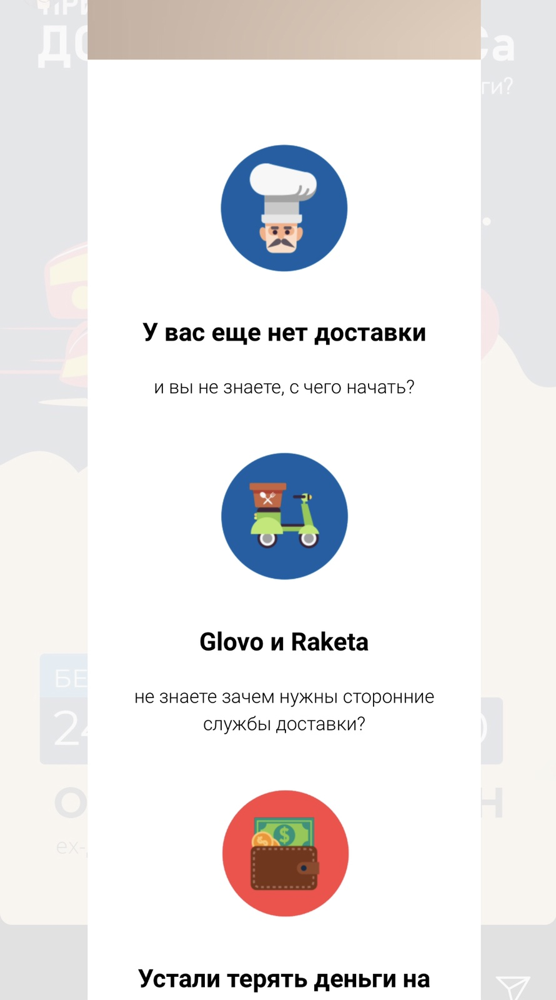 У вас еще нет доставки
и вы не знаете, с чего начать?
Glovo и Raketa
не знаете зачем нужны сторонние
службы доставки?
Устали терять деньги на